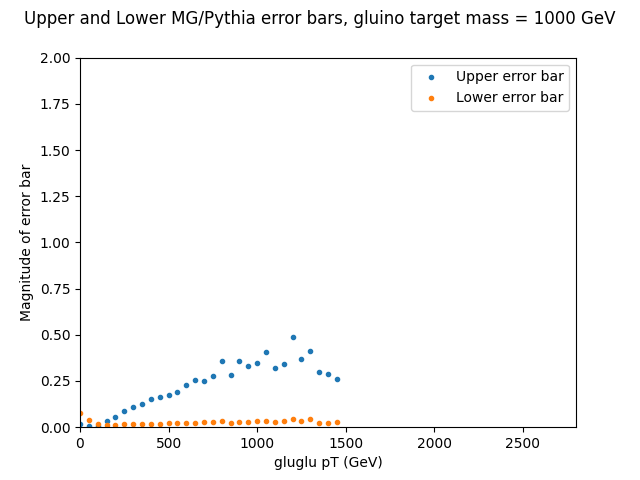 Upper and Lower MG/Pythia error bars, gluino target mass = 1000 GeV
Upper error bar
Lower error bar
Magnitude of error bar
2.00
1.75
1.50
1.25
1.00
0.75
0.50
0.25
0.00
0 500 1000 1500 2000 2500
gluglu pT (GeV)